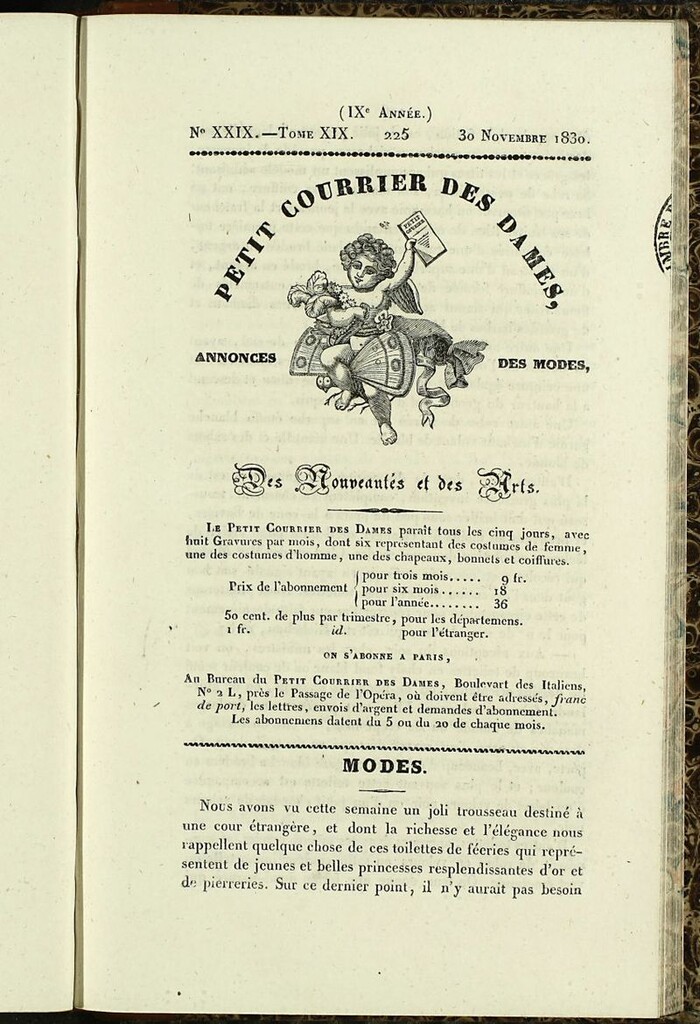 (IXe Année.)
No XXIX.—Tome XIX. 225 30 Novembre 1830.
PETIT COURRIER DES DAMES,
PETIT COURRIER
ANNONCES DES MODES,
Des Nouveautés et des Arts.
Le Petit Courrier des Dames paraît tous les cinq jours, avec
huit Gravures par mois, dont six représentant des costumes de femme,
une des costumes d'homme, une des chapeaux, bonnets et coiffures.
Prix de l'abonnement { pour trois mois..... 9 fr.
pour six mois...... 18
pour l'année........ 36
50 cent. de plus par trimestre, pour les départemens.
1 fr. id. pour l'étranger.
ON S'ABONNE A PARIS,
Au Bureau du Petit Courrier des Dames, Boulevart des Italiens,
No 2 L, près le Passage de l'Opéra, où doivent être adressés, franc
de port, les lettres, envois d'argent et demandes d'abonnement.
Les abonnemens datent du 5 ou du 20 de chaque mois.
MODES.
Nous avons vu cette semaine un joli trousseau destiné à
une cour étrangère, et dont la richesse et l'élégance nous
rappellent quelque chose de ces toilettes de féeries qui repré-
sentent de jeunes et belles princesses resplendissantes d'or et
de pierreries. Sur ce dernier point, il n'y aurait pas besoin